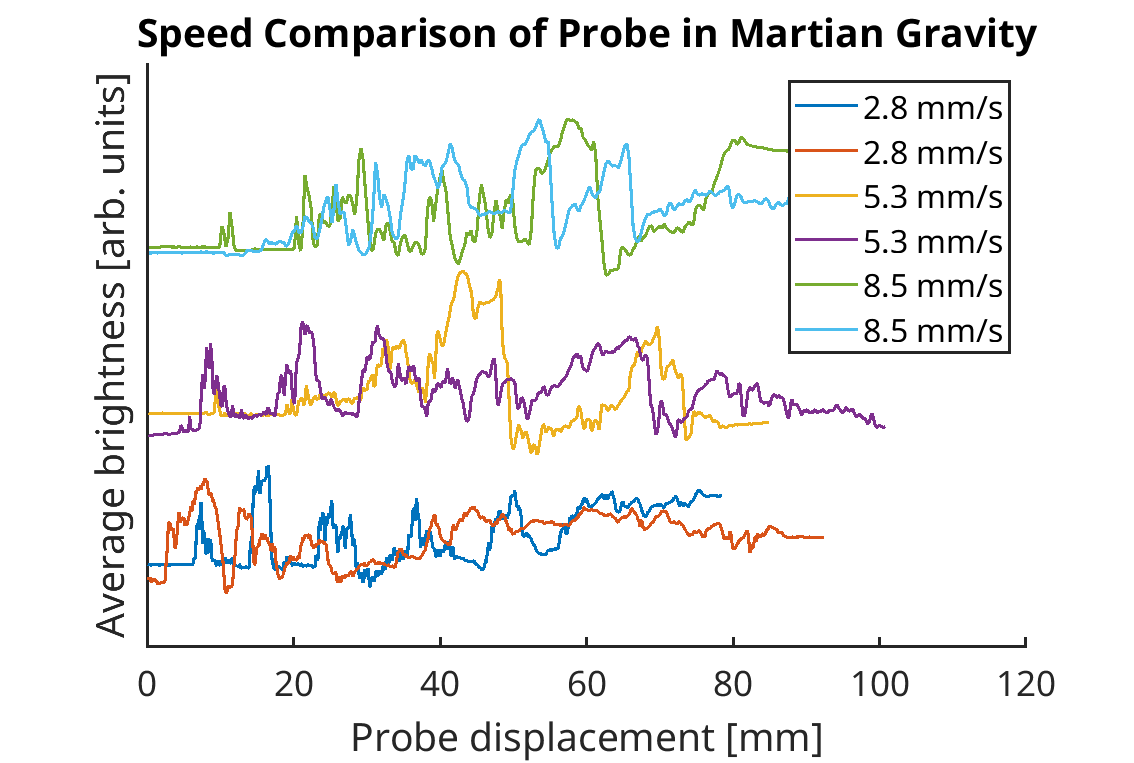 Speed Comparison of Probe in Martian Gravity
Average brightness [arb. units]
2.8 mm/s
2.8 mm/s
5.3 mm/s
5.3 mm/s
8.5 mm/s
8.5 mm/s
0 20 40 60 80 100 120
Probe displacement [mm]